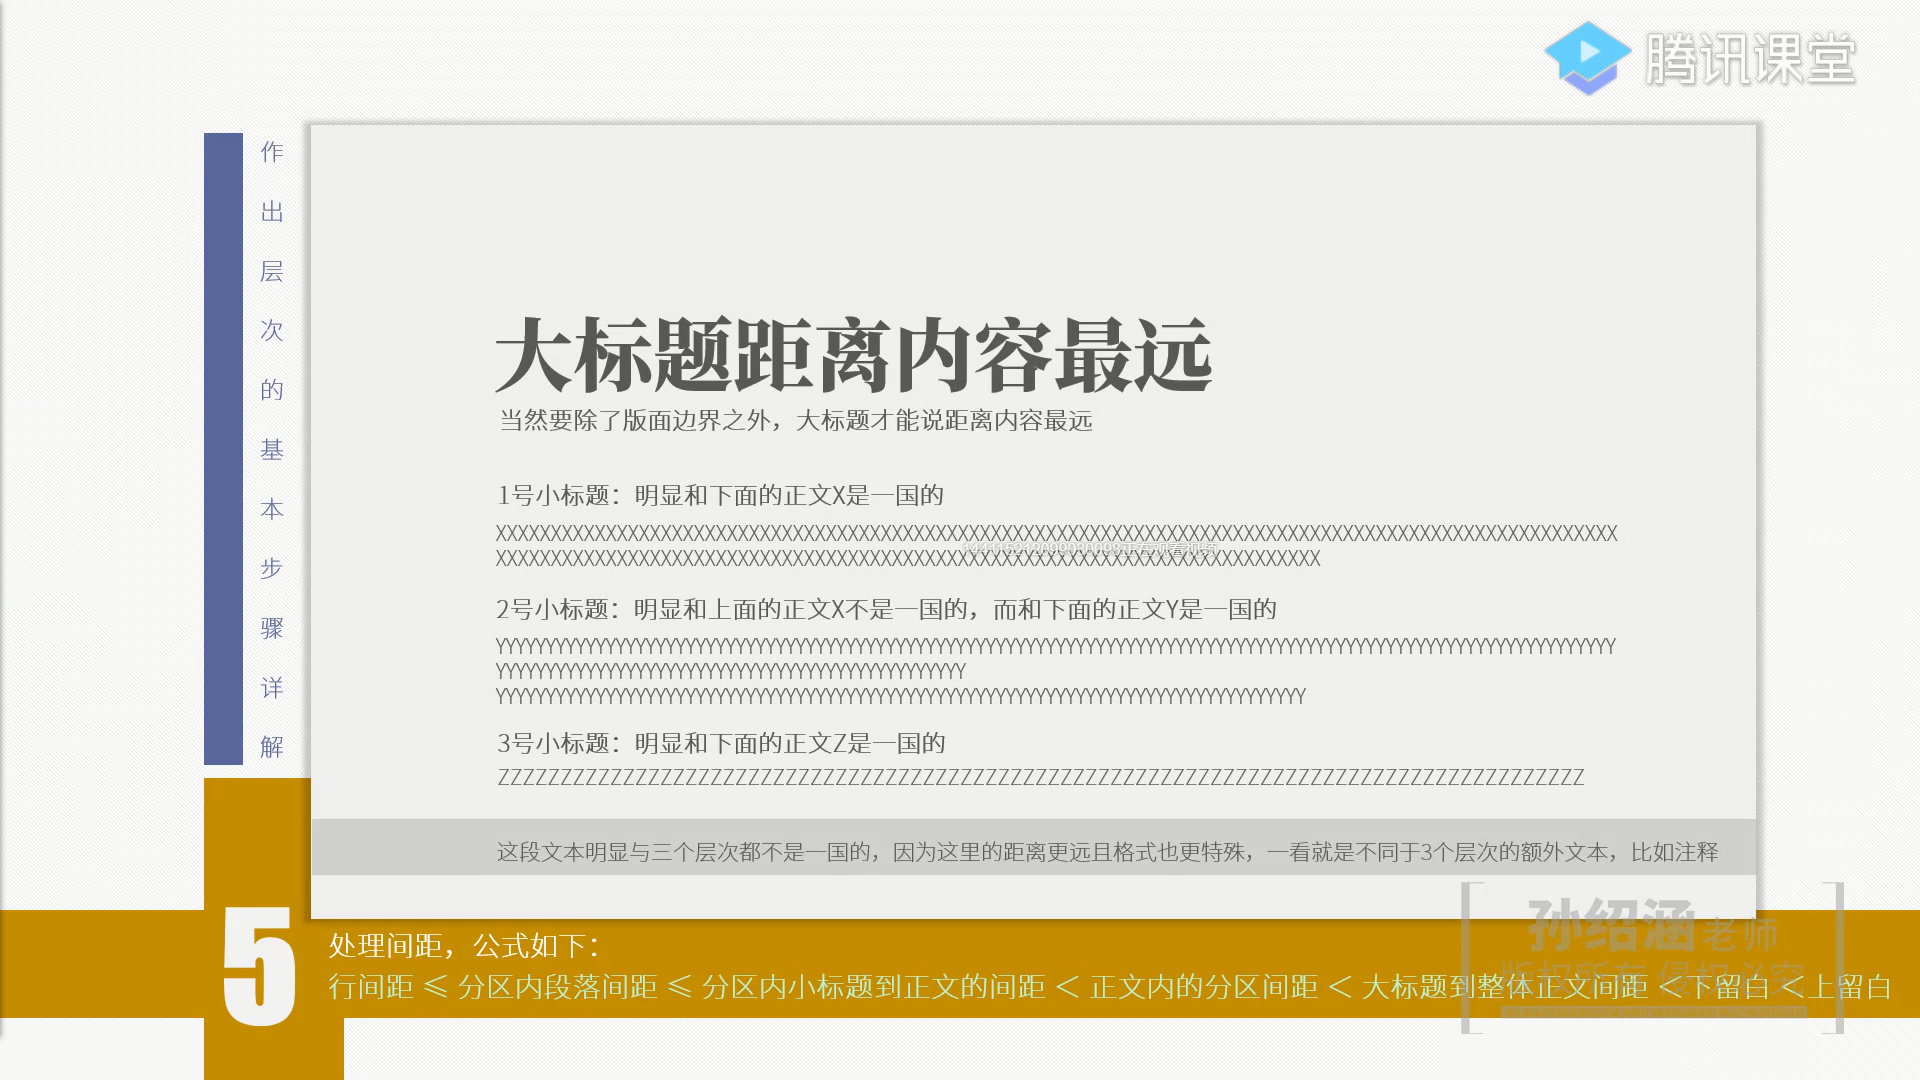 腾讯课堂
作出层次的基本步骤详解
大标题距离内容最远
当然要除了版面边界之外，大标题才能说距离内容最远
1号小标题：明显和下面的正文X是一国的
XXXXXXXXXXXXXXXXXXXXXXXXXXXXXXXXXXXXXXXXXXXXXXXXXXXXXXXXXXXXXXXXXXXXXXXXXXXXXXXXXXXXXXXXXXXXXXXXXXXXXX
XXXXXXXXXXXXXXXXXXXXXXXXXXXXXXXXXXXXXXXXXXXXXXXXXXXXXXXXXXXXXXXXXXXXXXXXXXX
2号小标题：明显和上面的正文X不是一国的，而和下面的正文Y是一国的
YYYYYYYYYYYYYYYYYYYYYYYYYYYYYYYYYYYYYYYYYYYYYYYYYYYYYYYYYYYYYYYYYYYYYYYYYYYYYYYYYYYYYYYYYYYYYYYYYYYYYYYYYYYYYYYY
YYYYYYYYYYYYYYYYYYYYYYYYYYYYYYYYYYYYYYYYYYYYYYY
YYYYYYYYYYYYYYYYYYYYYYYYYYYYYYYYYYYYYYYYYYYYYYYYYYYYYYYYYYYYYYYYYYYYYYYYYYYYYYYYY
3号小标题：明显和下面的正文Z是一国的
ZZZZZZZZZZZZZZZZZZZZZZZZZZZZZZZZZZZZZZZZZZZZZZZZZZZZZZZZZZZZZZZZZZZZZZZZZZZZZZZZZZZZZZZ
这段文本明显与三个层次都不是一国的，因为这里的距离更远且格式也更特殊，一看就是不同于3个层次的额外文本，比如注释
孙绍涵老师
版权所有 侵权必究
5
处理间距，公式如下：
行间距 ≤ 分区内段落间距 ≤ 分区内小标题到正文的间距 < 正文内的分区间距 < 大标题到整体正文间距 < 下留白 < 上留白